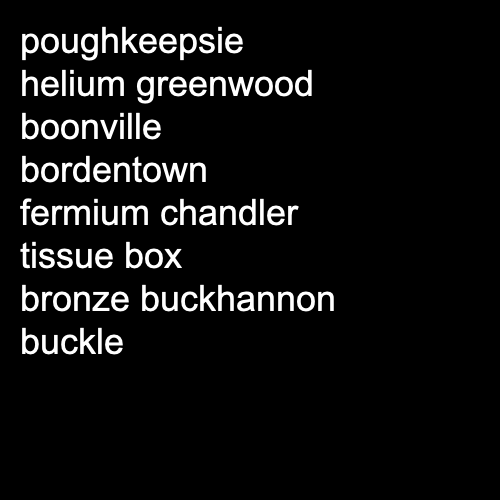 poughkeepsie
helium greenwood
boonville
bordentown
fermium chandler
tissue box
bronze buckhannon
buckle